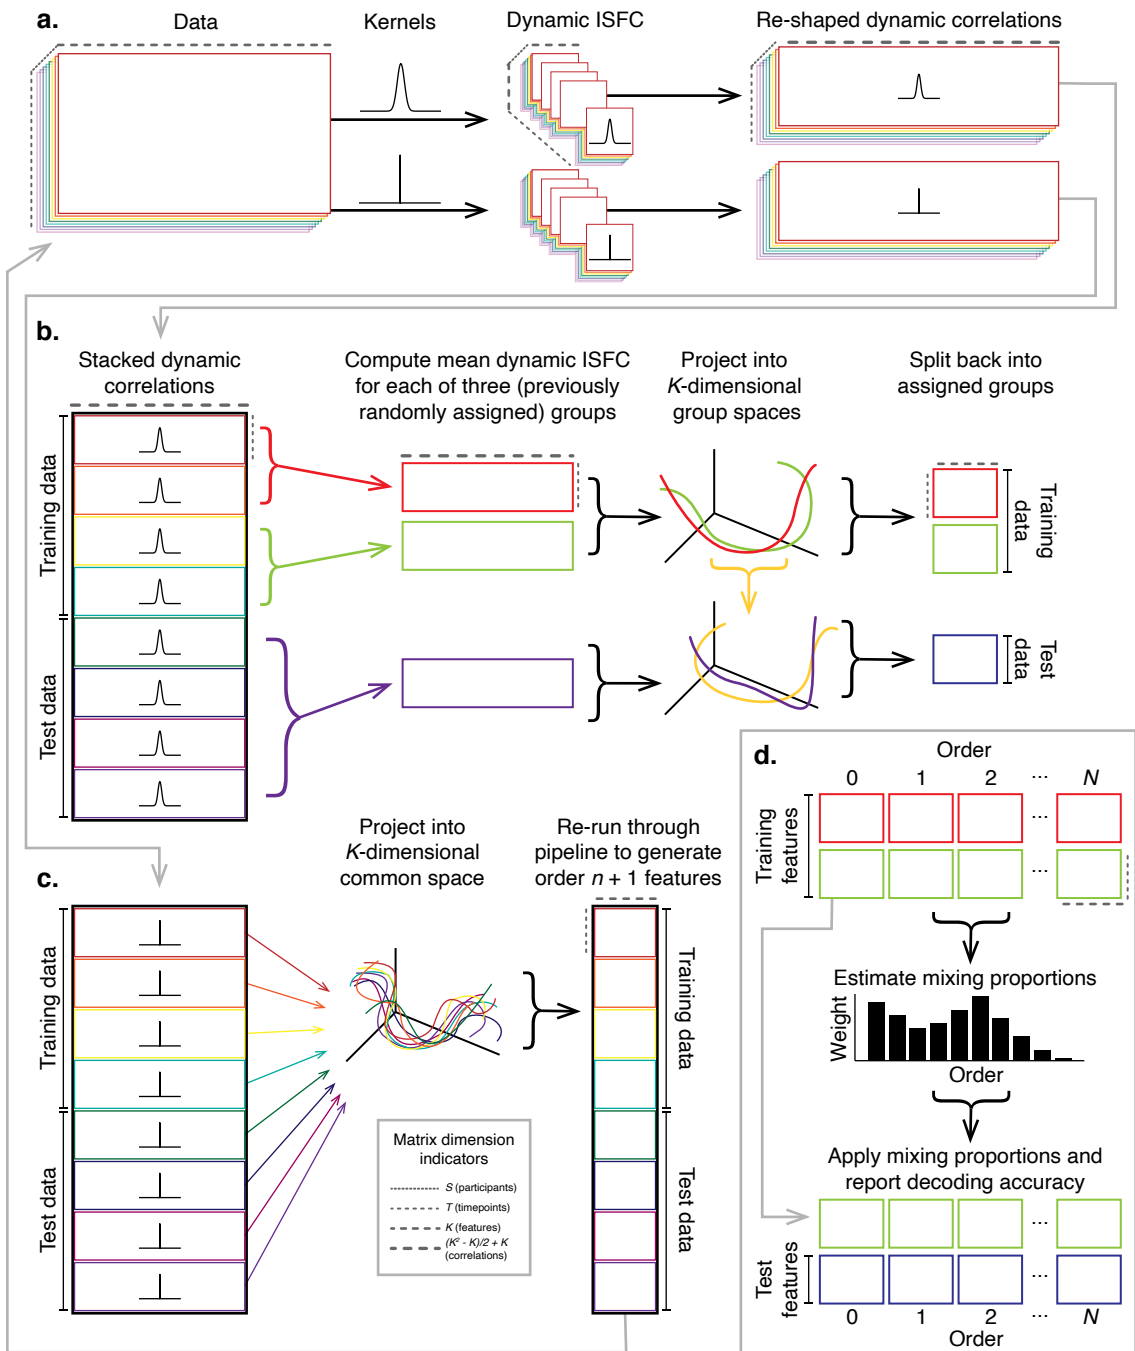 a.
Data
Kernels
Dynamic ISFC
Re-shaped dynamic correlations
b.
Stacked dynamic
correlations
Compute mean dynamic ISFC
for each of three (previously
randomly assigned) groups
Project into
K-dimensional
group spaces
Split back into
assigned groups
Training data
Test data
Training
data
Test
data
c.
Project into
K-dimensional
common space
Re-run through
pipeline to generate
order n + 1 features
Training data
Test data
Training data
Test data
Matrix dimension
indicators
S (participants)
T (timepoints)
K (features)
(K² - K)/2 + K
(correlations)
d.
Order
0 1 2 ... N
Training
features
Estimate mixing proportions
Weight
Order
Apply mixing proportions and
report decoding accuracy
Test
features
0 1 2 ... N
Order